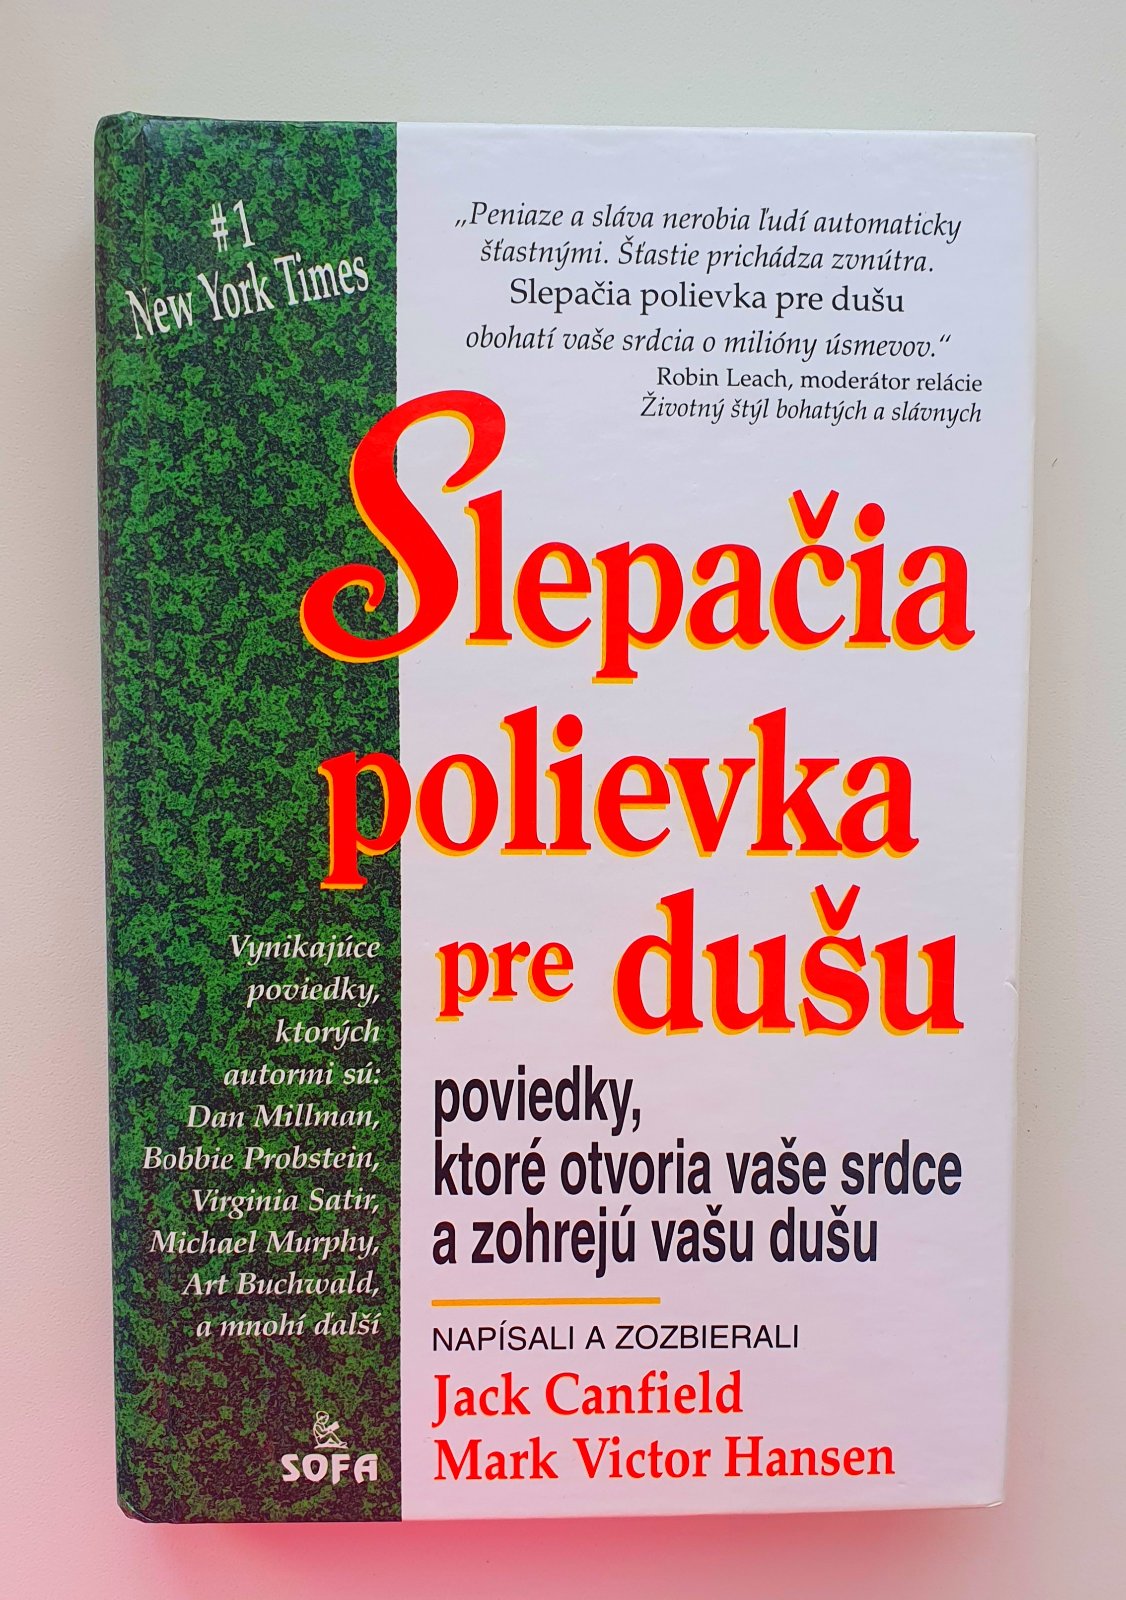 #1
New York Times
„Peniaze a sláva nerobia ľudí automaticky
šťastnými. Šťastie prichádza zvnútra.
Slepačia polievka pre dušu
obohatí vaše srdcia o milióny úsmevov.“
Robin Leach, moderátor relácie
Životný štýl bohatých a slávnych
Slepačia
polievka
pre dušu
poviedky,
ktoré otvoria vaše srdce
a zohrejú vašu dušu
NAPÍSALI A ZOZBIERALI
Jack Canfield
Mark Victor Hansen
Vynikajúce
poviedky,
ktorých
autormi sú:
Dan Millman,
Bobbie Probstein,
Virginia Satir,
Michael Murphy,
Art Buchwald,
a mnohí ďalší
SOFA